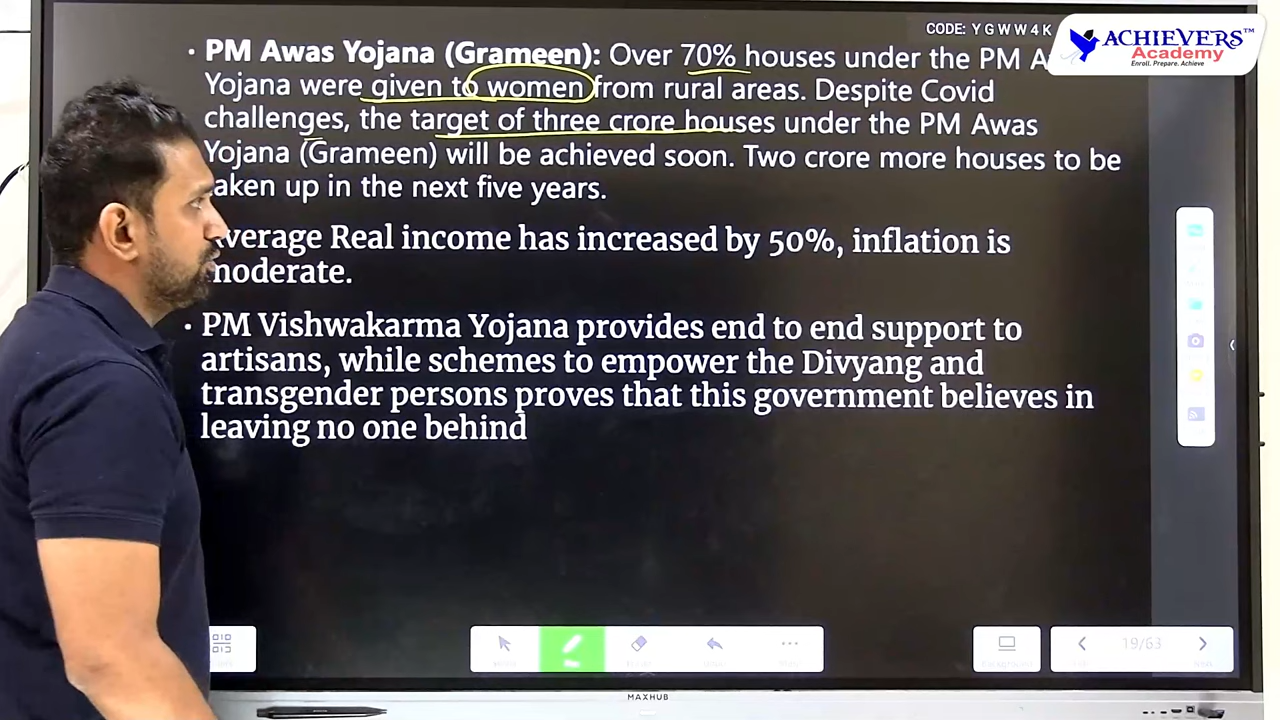 CODE: Y G W W 4 K
ACHIEVERS™
Academy
Enroll. Prepare. Achieve
• PM Awas Yojana (Grameen): Over 70% houses under the PM
Yojana were given to women from rural areas. Despite Covid
challenges, the target of three crore houses under the PM Awas
Yojana (Grameen) will be achieved soon. Two crore more houses to be
taken up in the next five years.
Average Real income has increased by 50%, inflation is
moderate.
• PM Vishwakarma Yojana provides end to end support to
artisans, while schemes to empower the Divyang and
transgender persons proves that this government believes in
leaving no one behind
19/63
MAXHUB